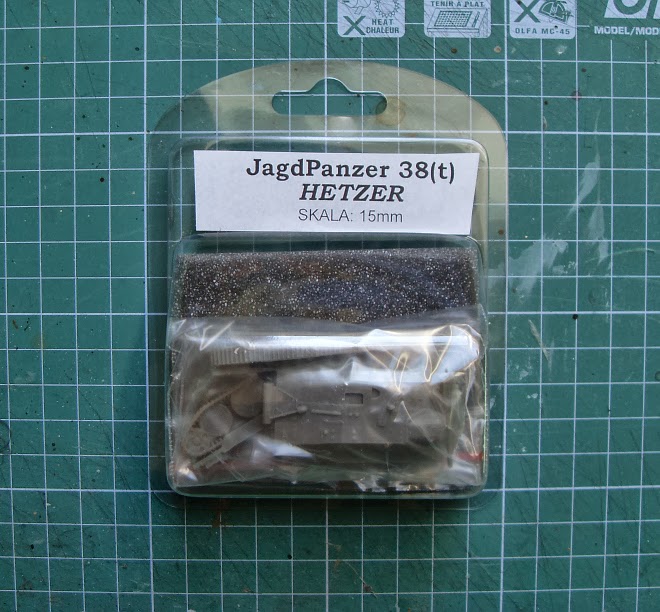 HEAT
CHALEUR
TENIR À PLAT
OLFA MC-45
MODEL/MOD
JagdPanzer 38(t)
HETZER
SKALA: 15mm